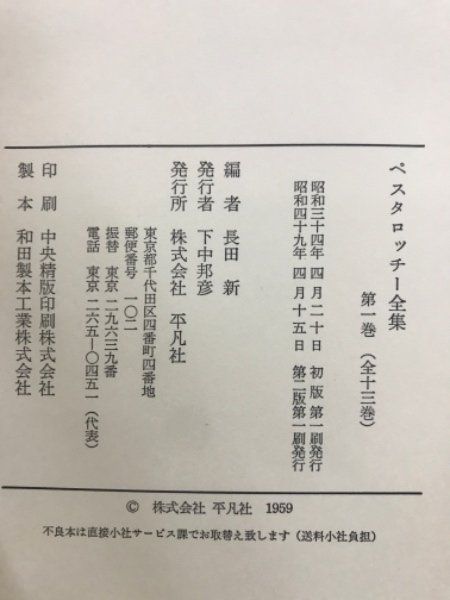 ペスタロッチー全集
第一巻（全十三巻）
昭和三十四年 四月二十日 初版 第一刷発行
昭和四十九年 四月十五日 第二版第一刷発行
編者 長田新
発行者 下中邦彦
発行所 株式会社 平凡社
東京都千代田区四番町四番地
郵便番号 一〇二
振替 東京 二九六三九番
電話 東京 二六五―〇四五一（代表）
印刷 中央精版印刷株式会社
製本 和田製本工業株式会社
© 株式会社 平凡社 1959
不良本は直接小社サービス課でお取替え致します（送料小社負担）